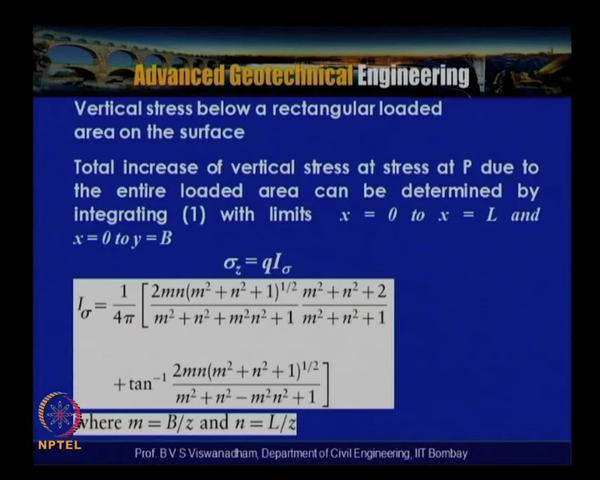 Advanced Geotechnical Engineering
Vertical stress below a rectangular loaded
area on the surface
Total increase of vertical stress at stress at P due to
the entire loaded area can be determined by
integrating (1) with limits x = 0 to x = L and
x = 0 to y = B
σz = qIσ
Iσ = 1/4π [ 2mn(m² + n² + 1)^1/2 / m² + n² + m²n² + 1 m² + n² + 2 / m² + n² + 1
+ tan⁻¹ 2mn(m² + n² + 1)^1/2 / m² + n² − m²n² + 1 ]
where m = B/z and n = L/z
NPTEL
Prof. B V S Viswanadham, Department of Civil Engineering, IIT Bombay